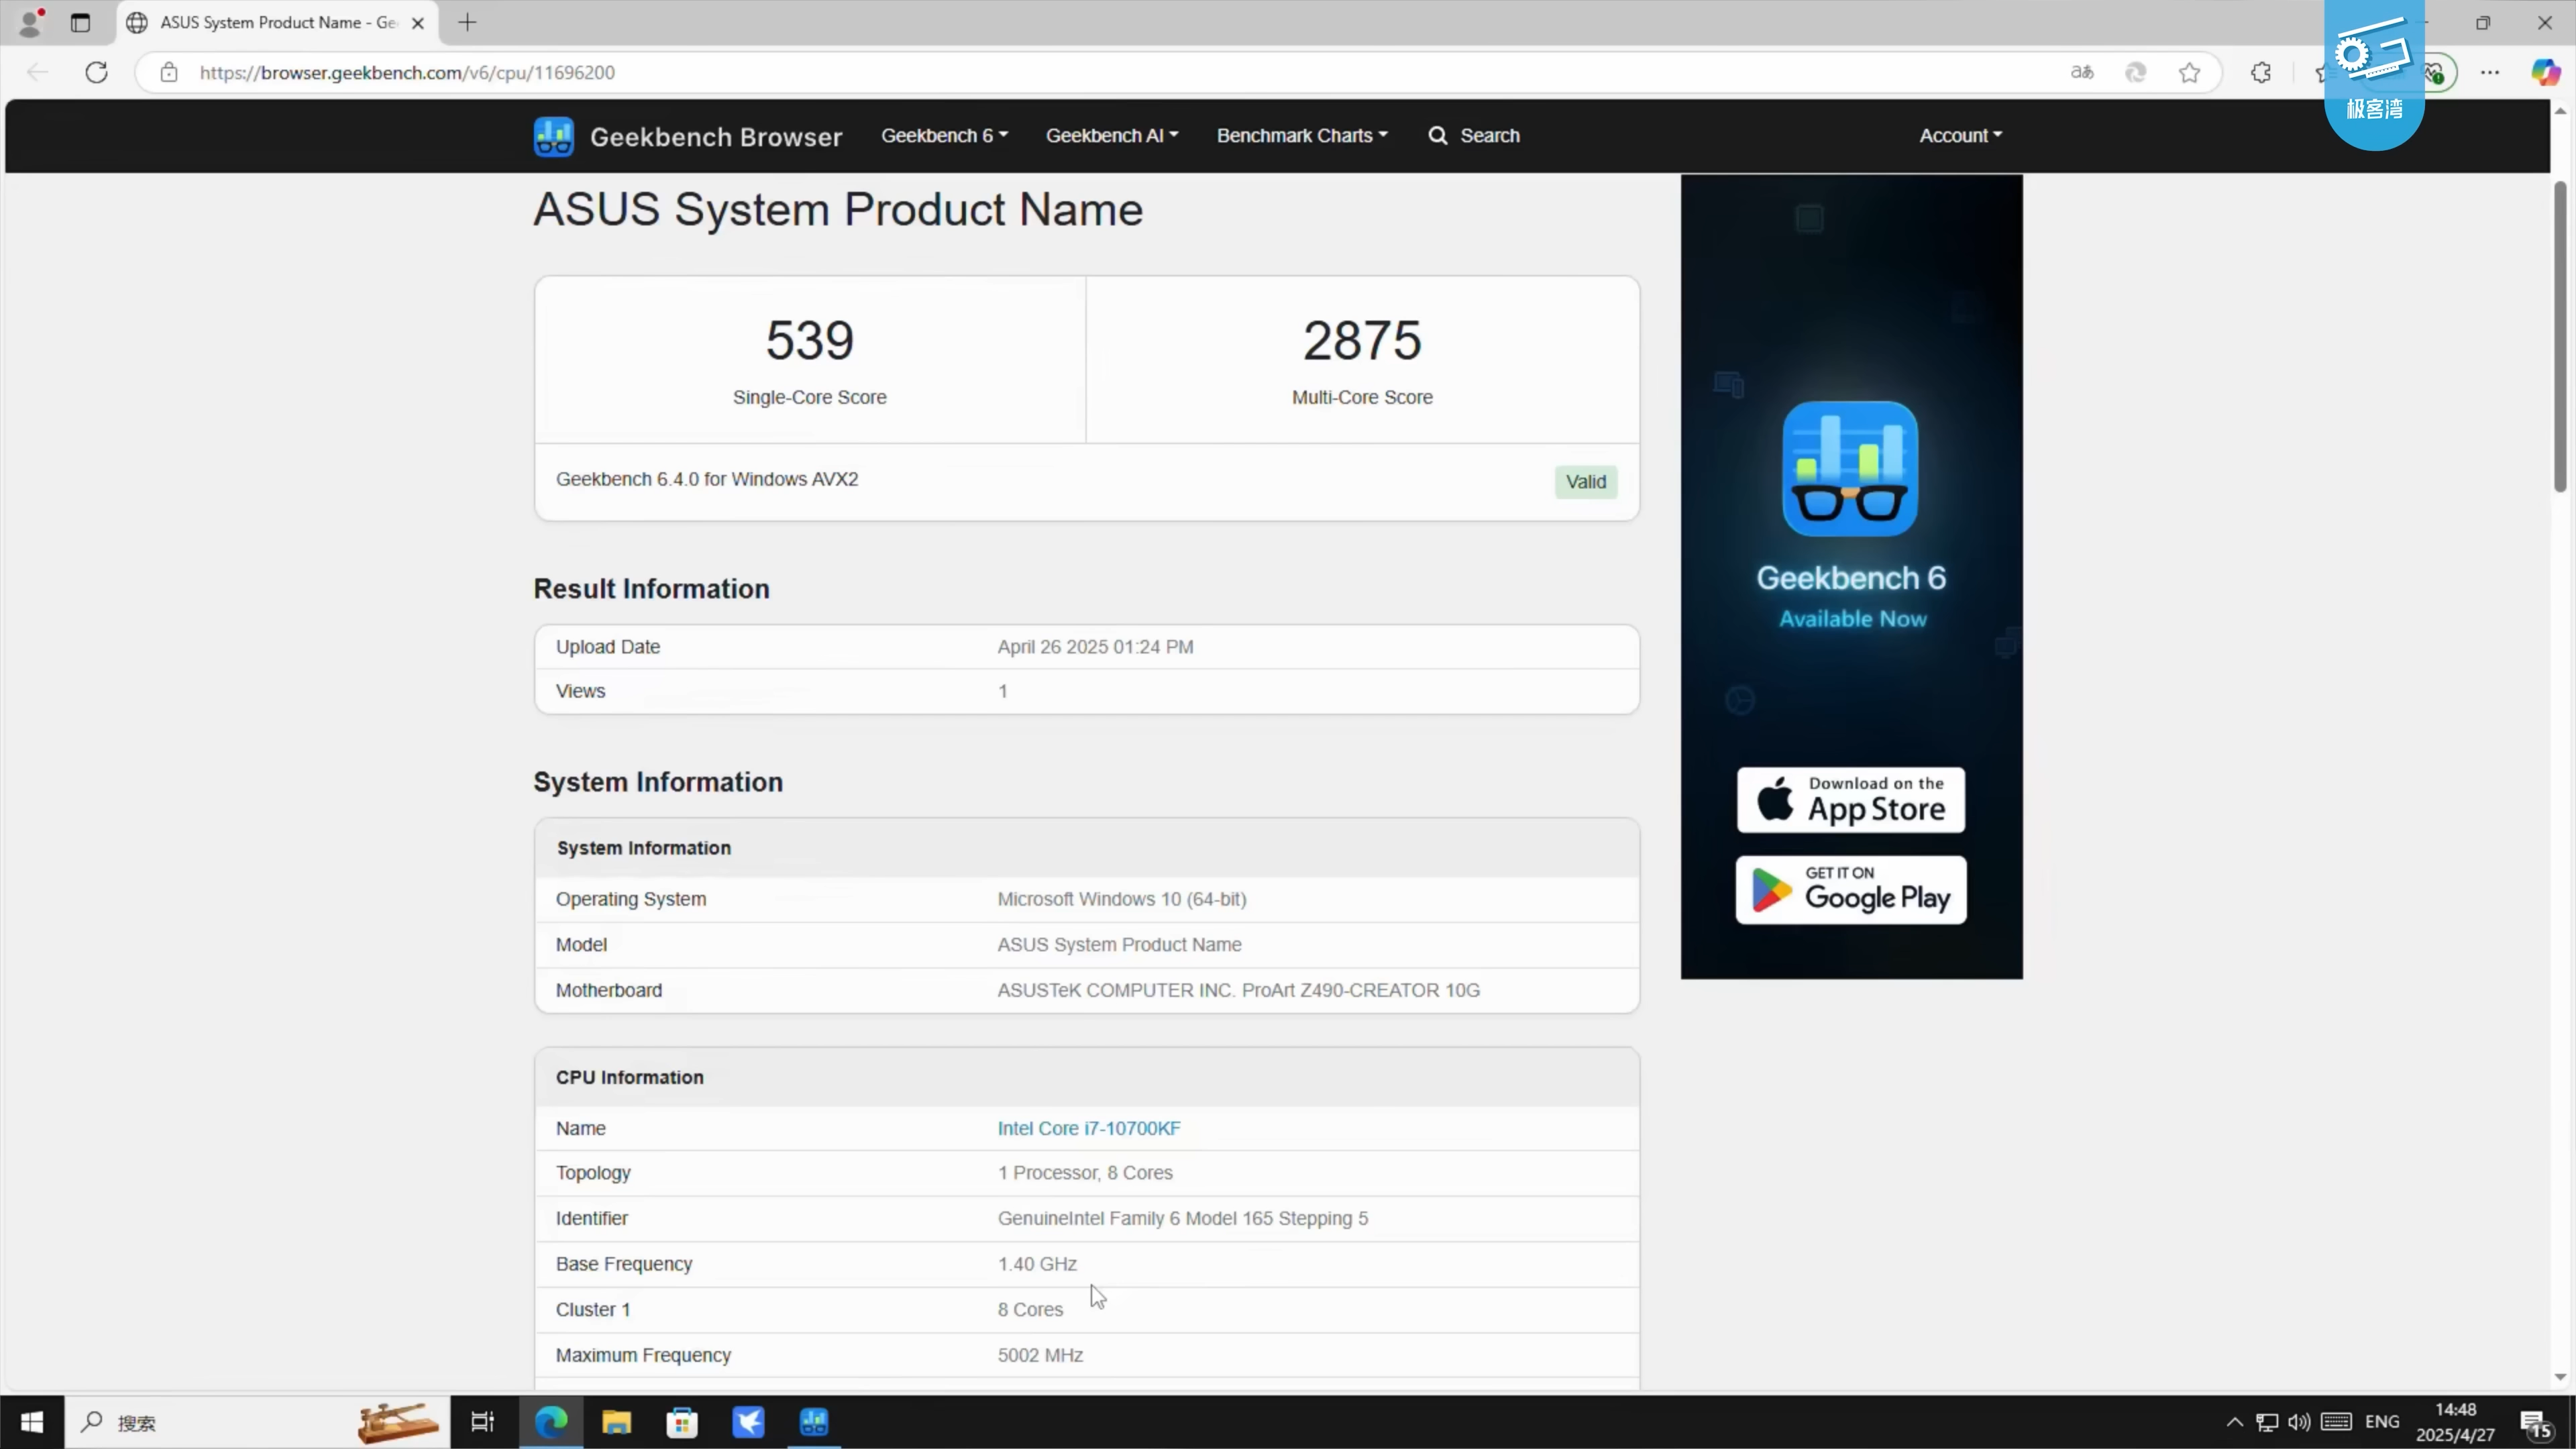 ASUS System Product Name - Ge
https://browser.geekbench.com/v6/cpu/11696200
aあ
极客湾
Geekbench Browser
Geekbench 6
Geekbench AI
Benchmark Charts
Search
Account
ASUS System Product Name
539
Single-Core Score
2875
Multi-Core Score
Geekbench 6.4.0 for Windows AVX2
Valid
Result Information
Upload Date April 26 2025 01:24 PM
Views 1
System Information
System Information
Operating System Microsoft Windows 10 (64-bit)
Model ASUS System Product Name
Motherboard ASUSTeK COMPUTER INC. ProArt Z490-CREATOR 10G
CPU Information
Name Intel Core i7-10700KF
Topology 1 Processor, 8 Cores
Identifier GenuineIntel Family 6 Model 165 Stepping 5
Base Frequency 1.40 GHz
Cluster 1 8 Cores
Maximum Frequency 5002 MHz
Geekbench 6
Available Now
Download on the
App Store
GET IT ON
Google Play
搜索
ENG
14:48
2025/4/27
15